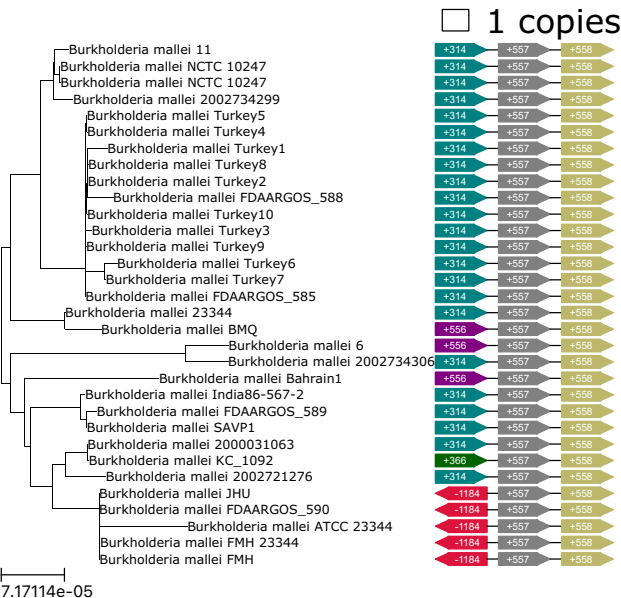 1 copies
Burkholderia mallei 11 +314 +557 +558
Burkholderia mallei NCTC 10247 +314 +557 +558
Burkholderia mallei NCTC 10247 +314 +557 +558
Burkholderia mallei 2002734299 +314 +557 +558
Burkholderia mallei Turkey5 +314 +557 +558
Burkholderia mallei Turkey4 +314 +557 +558
Burkholderia mallei Turkey1 +314 +557 +558
Burkholderia mallei Turkey8 +314 +557 +558
Burkholderia mallei Turkey2 +314 +557 +558
Burkholderia mallei FDAARGOS_588 +314 +557 +558
Burkholderia mallei Turkey10 +314 +557 +558
Burkholderia mallei Turkey3 +314 +557 +558
Burkholderia mallei Turkey9 +314 +557 +558
Burkholderia mallei Turkey6 +314 +557 +558
Burkholderia mallei Turkey7 +314 +557 +558
Burkholderia mallei FDAARGOS_585 +314 +557 +558
Burkholderia mallei 23344 +314 +557 +558
Burkholderia mallei BMQ +556 +557 +558
Burkholderia mallei 6 +556 +557 +558
Burkholderia mallei 2002734306 +314 +557 +558
Burkholderia mallei Bahrain1 +556 +557 +558
Burkholderia mallei India86-567-2 +314 +557 +558
Burkholderia mallei FDAARGOS_589 +314 +557 +558
Burkholderia mallei SAVP1 +314 +557 +558
Burkholderia mallei 2000031063 +314 +557 +558
Burkholderia mallei KC_1092 +366 +557 +558
Burkholderia mallei 2002721276 +314 +557 +558
Burkholderia mallei JHU -1184 +557 +558
Burkholderia mallei FDAARGOS_590 -1184 +557 +558
Burkholderia mallei ATCC 23344 -1184 +557 +558
Burkholderia mallei FMH 23344 -1184 +557 +558
Burkholderia mallei FMH -1184 +557 +558
7.17114e-05